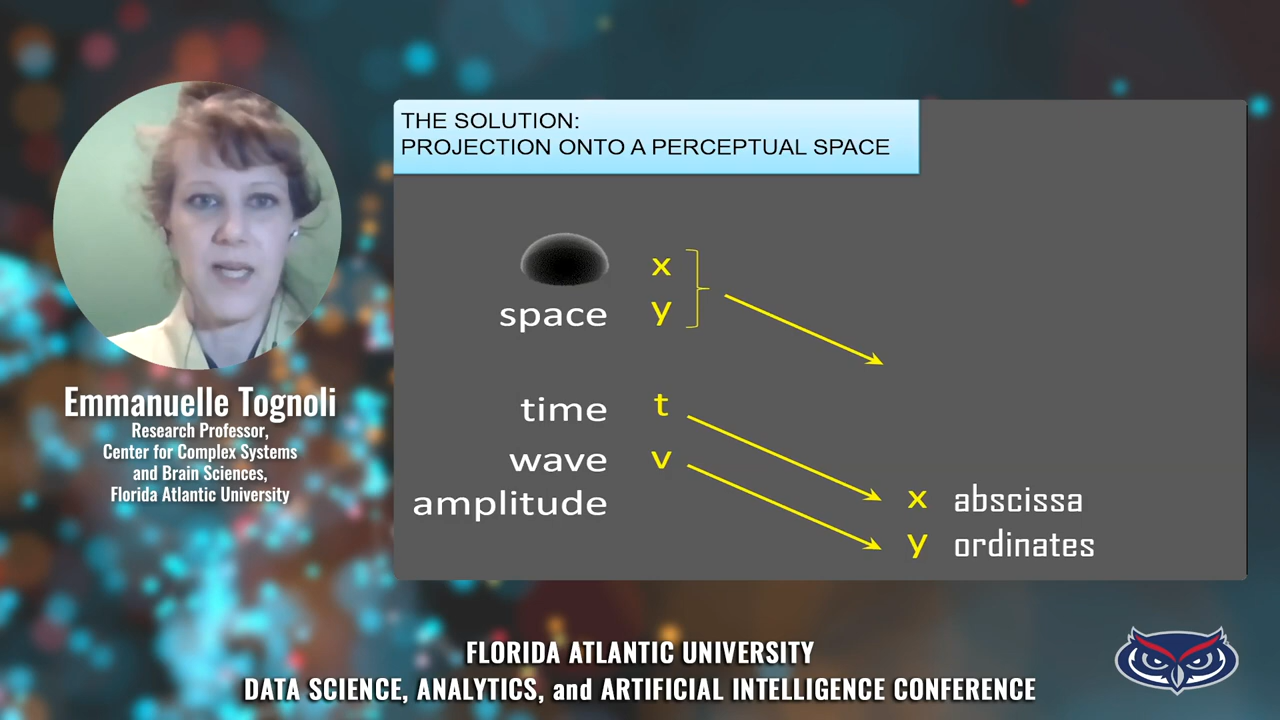 THE SOLUTION:
PROJECTION ONTO A PERCEPTUAL SPACE
x
space y
time t
wave v
amplitude
x abscissa
y ordinates
Emmanuelle Tognoli
Research Professor,
Center for Complex Systems
and Brain Sciences,
Florida Atlantic University
FLORIDA ATLANTIC UNIVERSITY
DATA SCIENCE, ANALYTICS, and ARTIFICIAL INTELLIGENCE CONFERENCE